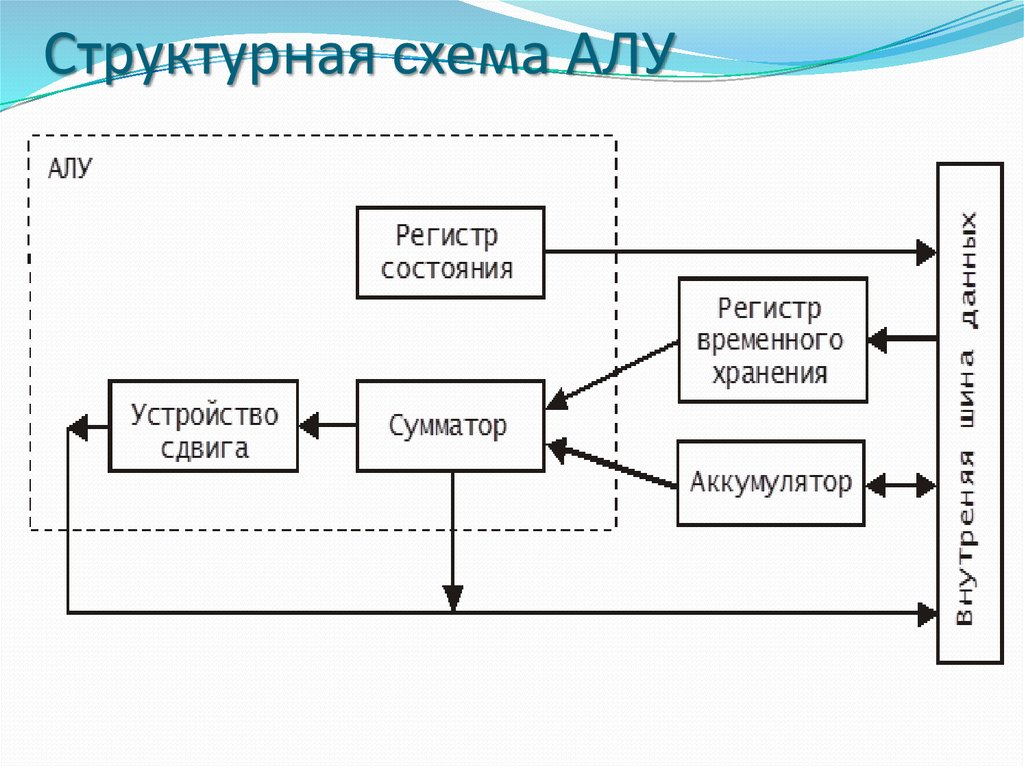 Структурная схема АЛУ
АЛУ
Регистр
состояния
Регистр
временного
хранения
Устройство
сдвига
Сумматор
Аккумулятор
Внутреняя шина данных